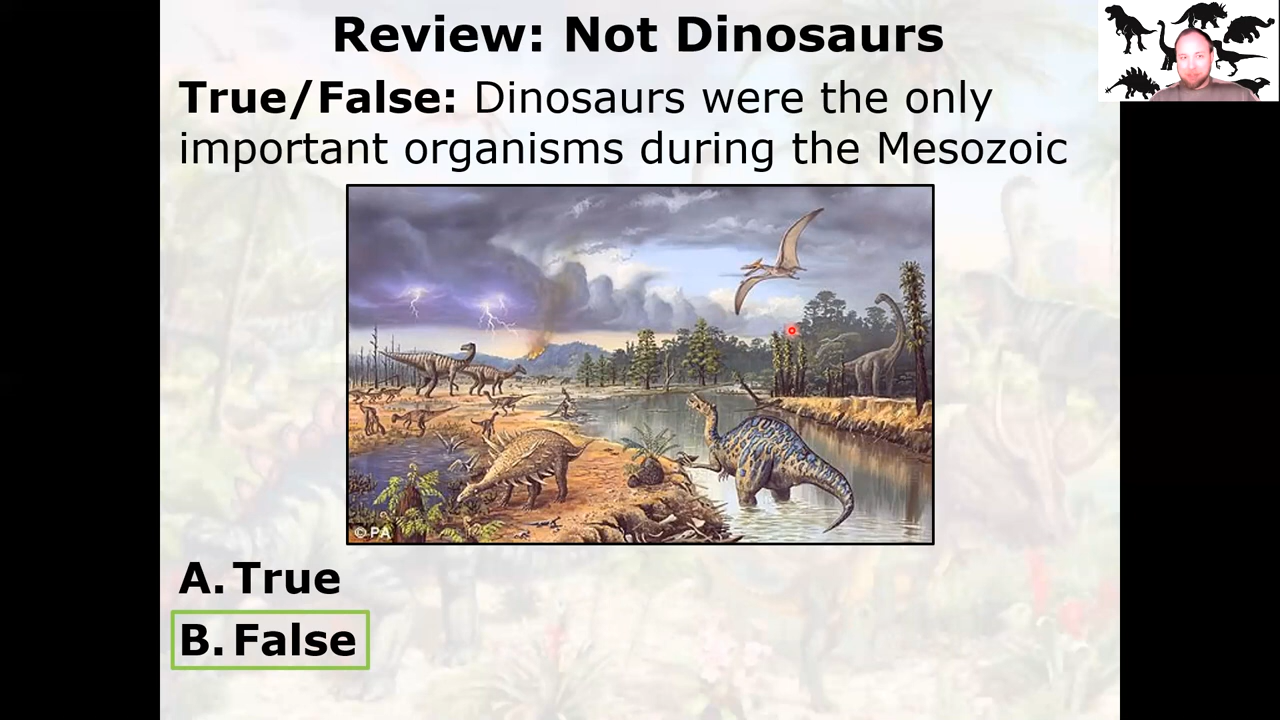 Review: Not Dinosaurs
True/False: Dinosaurs were the only
important organisms during the Mesozoic
© PA
A. True
B. False